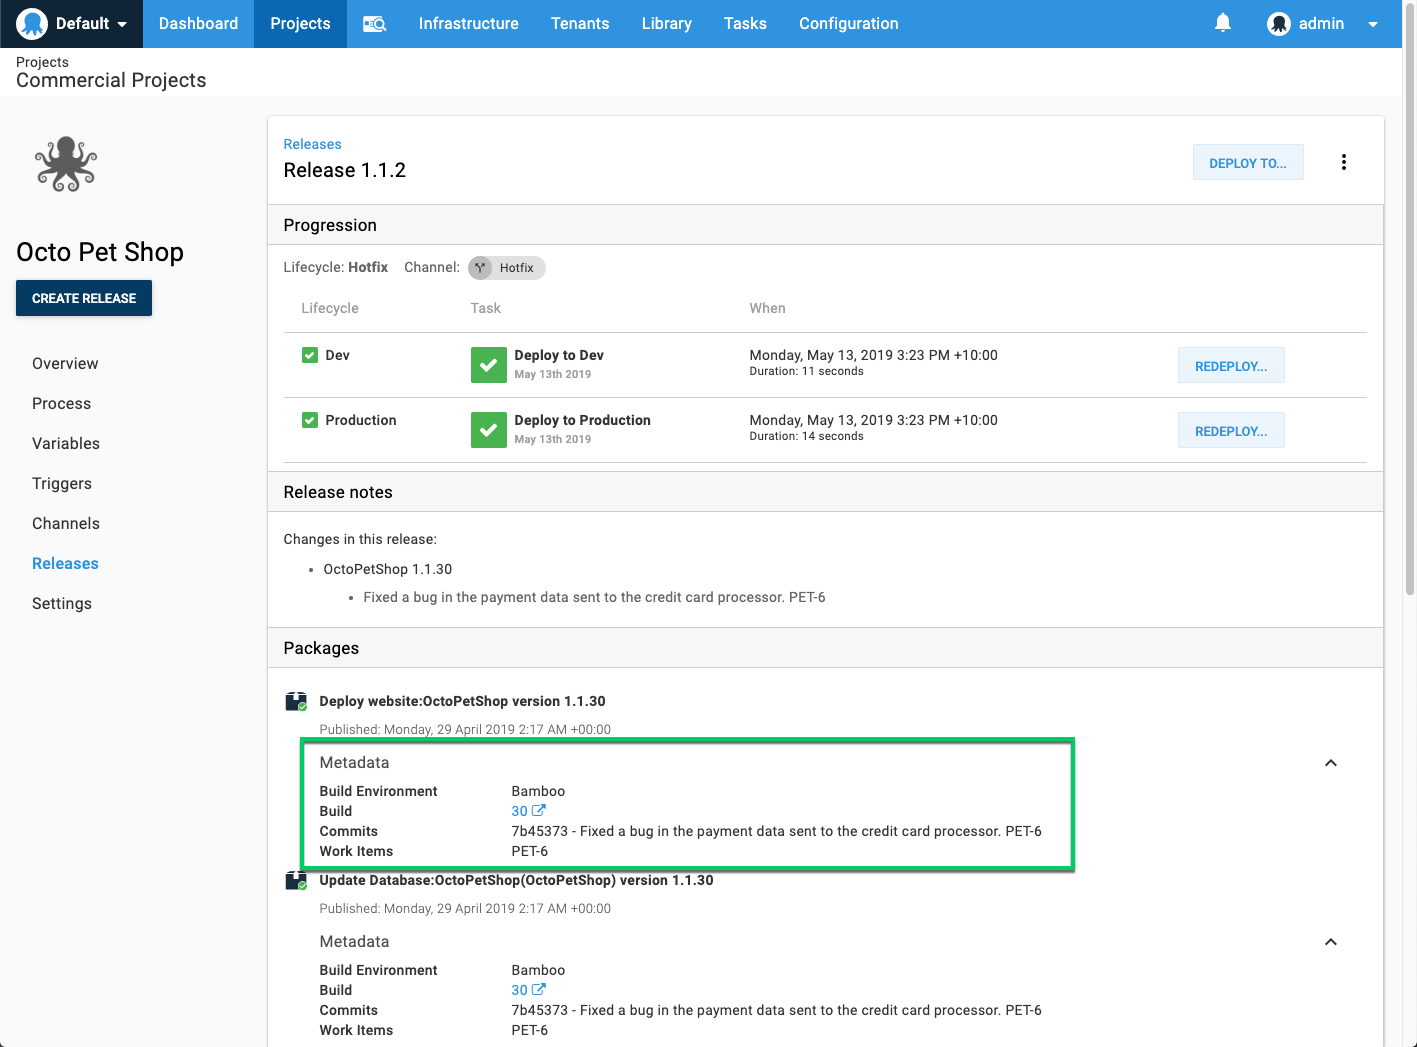 Default Dashboard Projects Infrastructure Tenants Library Tasks Configuration admin
Projects
Commercial Projects
Octo Pet Shop
CREATE RELEASE
Overview
Process
Variables
Triggers
Channels
Releases
Settings
Releases
Release 1.1.2
DEPLOY TO...
Progression
Lifecycle: Hotfix Channel: Hotfix
Lifecycle Task When
Dev Deploy to Dev Monday, May 13, 2019 3:23 PM +10:00
May 13th 2019 Duration: 11 seconds
REDEPLOY...
Production Deploy to Production Monday, May 13, 2019 3:23 PM +10:00
May 13th 2019 Duration: 14 seconds
REDEPLOY...
Release notes
Changes in this release:
• OctoPetShop 1.1.30
• Fixed a bug in the payment data sent to the credit card processor. PET-6
Packages
Deploy website:OctoPetShop version 1.1.30
Published: Monday, 29 April 2019 2:17 AM +00:00
Metadata
Build Environment Bamboo
Build 30
Commits 7b45373 - Fixed a bug in the payment data sent to the credit card processor. PET-6
Work Items PET-6
Update Database:OctoPetShop(OctoPetShop) version 1.1.30
Published: Monday, 29 April 2019 2:17 AM +00:00
Metadata
Build Environment Bamboo
Build 30
Commits 7b45373 - Fixed a bug in the payment data sent to the credit card processor. PET-6
Work Items PET-6